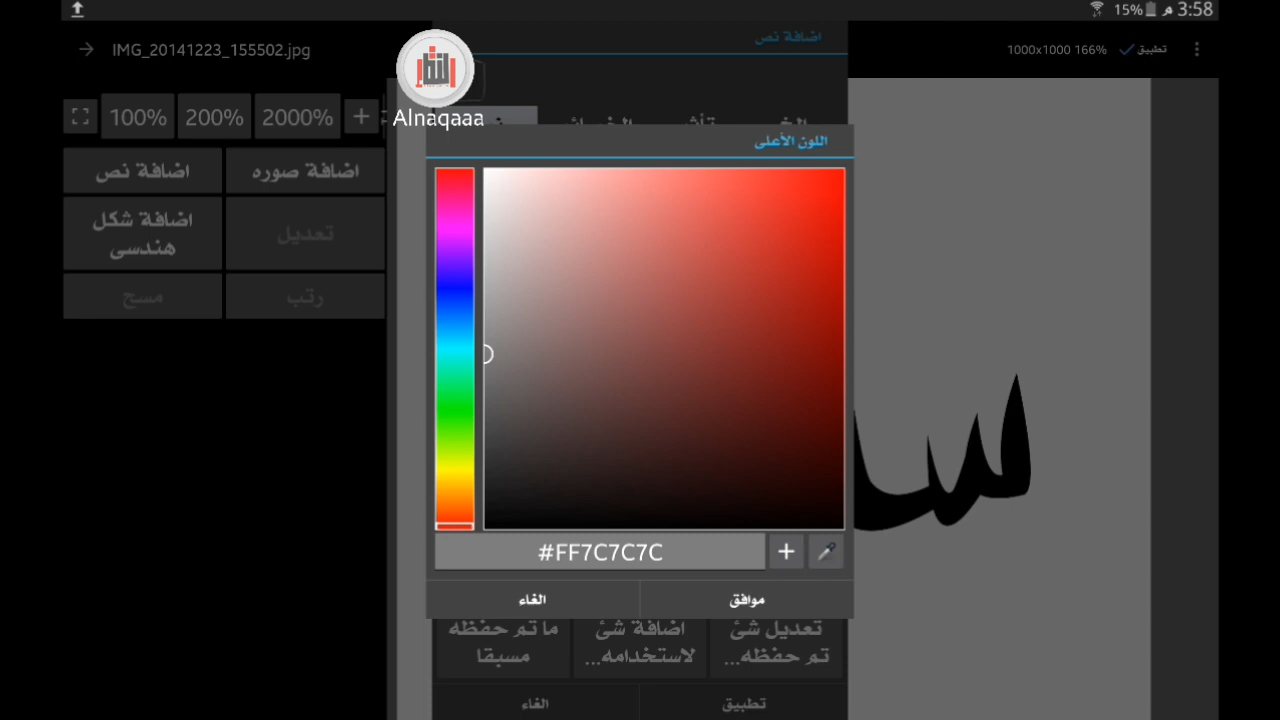 15% م 3:58
IMG_20141223_155502.jpg
اضافة نص
1000x1000 166% تطبيق
100% 200% 2000% +
Alnaqaaa
اللون الأعلى
اضافة نص اضافة صوره
اضافة شكل هندسى
تعديل
مسح رتب
سـ
#FF7C7C7C +
الغاء موافق
ما تم حفظه مسبقا
اضافة شئ لاستخدامه...
تعديل شئ تم حفظه...
الغاء تطبيق